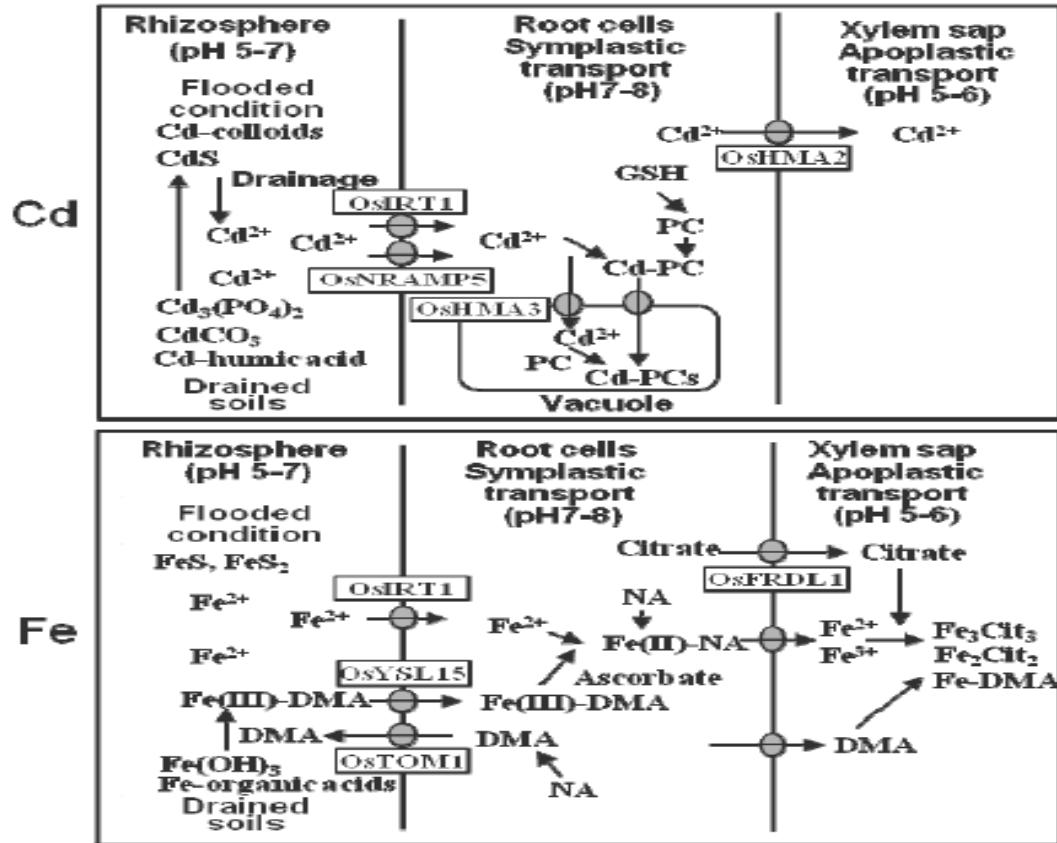 Cd
Rhizosphere
(pH 5-7)
Flooded
condition
Cd-colloids
CdS
Drainage
Cd²⁺
Cd²⁺
Cd₃(PO₄)₂
CdCO₃
Cd-humic acid
Drained
soils
OsIRT1
Cd²⁺
OsNRAMP5
Root cells
Symplastic
transport
(pH7-8)
Cd²⁺
GSH
PC
Cd²⁺
Cd-PC
OsHMA3
Cd²⁺
PC
Cd-PCs
Vacuole
OsHMA2
Xylem sap
Apoplastic
transport
(pH 5-6)
Cd²⁺
Fe
Rhizosphere
(pH 5-7)
Flooded
condition
FeS, FeS₂
Fe²⁺
Fe²⁺
Fe(III)-DMA
DMA
Fe(OH)₃
Fe-organic acids
Drained
soils
OsIRT1
Fe²⁺
OsYSL15
OsTOM1
Root cells
Symplastic
transport
(pH7-8)
Citrate
NA
Fe²⁺
Fe(II)-NA
Ascorbate
Fe(III)-DMA
DMA
NA
OsFRDL1
Xylem sap
Apoplastic
transport
(pH 5-6)
Citrate
Fe²⁺
Fe³⁺
Fe₃Cit₃
Fe₂Cit₂
Fe-DMA
DMA